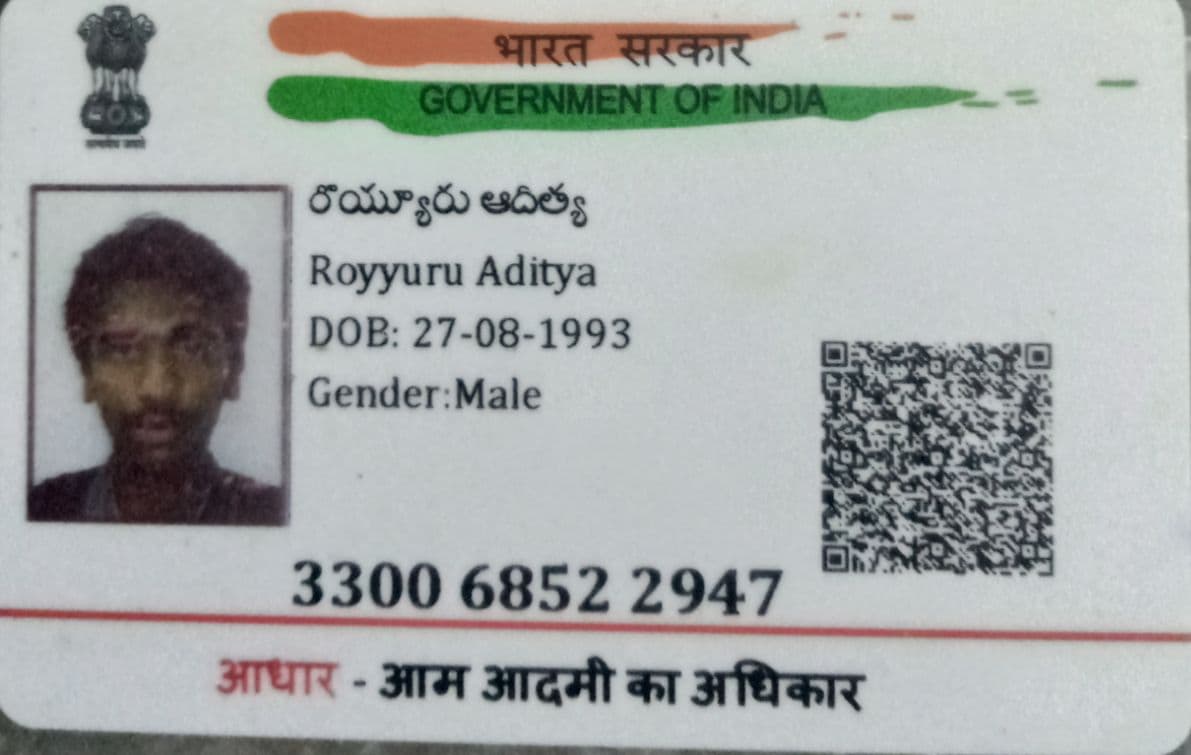 भारत सरकार
GOVERNMENT OF INDIA
सत्यमेव जयते
రొయ్యూరు ఆదిత్య
Royyuru Aditya
DOB: 27-08-1993
Gender:Male
3300 6852 2947
आधार - आम आदमी का अधिकार